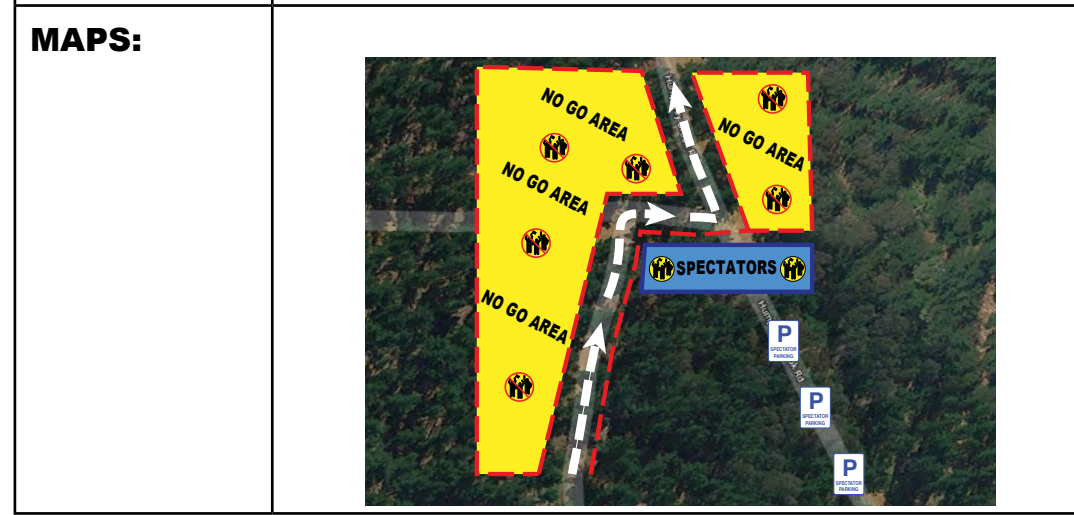 MAPS:
NO GO AREA
NO GO AREA
NO GO AREA
NO GO AREA
SPECTATORS
P
SPECTATOR
PARKING
P
SPECTATOR
PARKING
P
SPECTATOR
PARKING